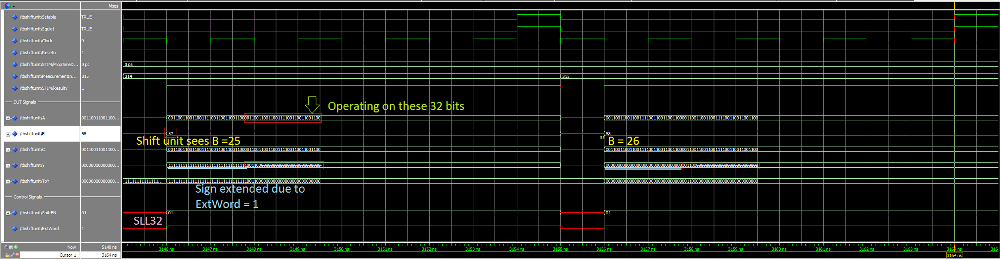 Msgs
/tbshiftunit/Sstable TRUE
/tbshiftunit/Squiet TRUE
/tbshiftunit/Clock 0
/tbshiftunit/Resetn 1
/tbshiftunit/STIM/PropTimeD... 0 ps 0 ps
/tbshiftunit/MeasurementIn... 315 314 315
/tbshiftunit/STIM/ResultV 1
DUT Signals
Operating on these 32 bits
/tbshiftunit/A 00110011001100... 0011001100110011110011001100110000110011001100111100110011001100 0011001100110011110011001100110000110011001100111100110011001100
/tbshiftunit/B 58 57 58
Shift unit sees B =25 " B = 26
/tbshiftunit/C 00110011001100... 0011001100110011110011001100110000110011001100111100110011001100 0011001100110011110011001100110000110011001100111100110011001100
/tbshiftunit/Y 00000000000000... 1111111111111111111111111111111110011000000000000000000000000000 0000000000000000000000000000000000110000000000000000000000000000
/tbshiftunit/TbY 00000000000000... 11111111111111... 1111111111111111111111111111111110011000000000000000000000000000 0000000000000000000000000000000000110000000000000000000000000000
Sign extended due to
Control Signals
ExtWord = 1
/tbshiftunit/ShiftFN 01 01 01
SLL32
/tbshiftunit/ExtWord 1
Now 5140 ns 3146 ns 3147 ns 3148 ns 3149 ns 3150 ns 3151 ns 3152 ns 3153 ns 3154 ns 3155 ns 3156 ns 3157 ns 3158 ns 3159 ns 3160 ns 3161 ns 3162 ns 3163 ns 3164 ns 316
Cursor 1 3164 ns 3164 ns